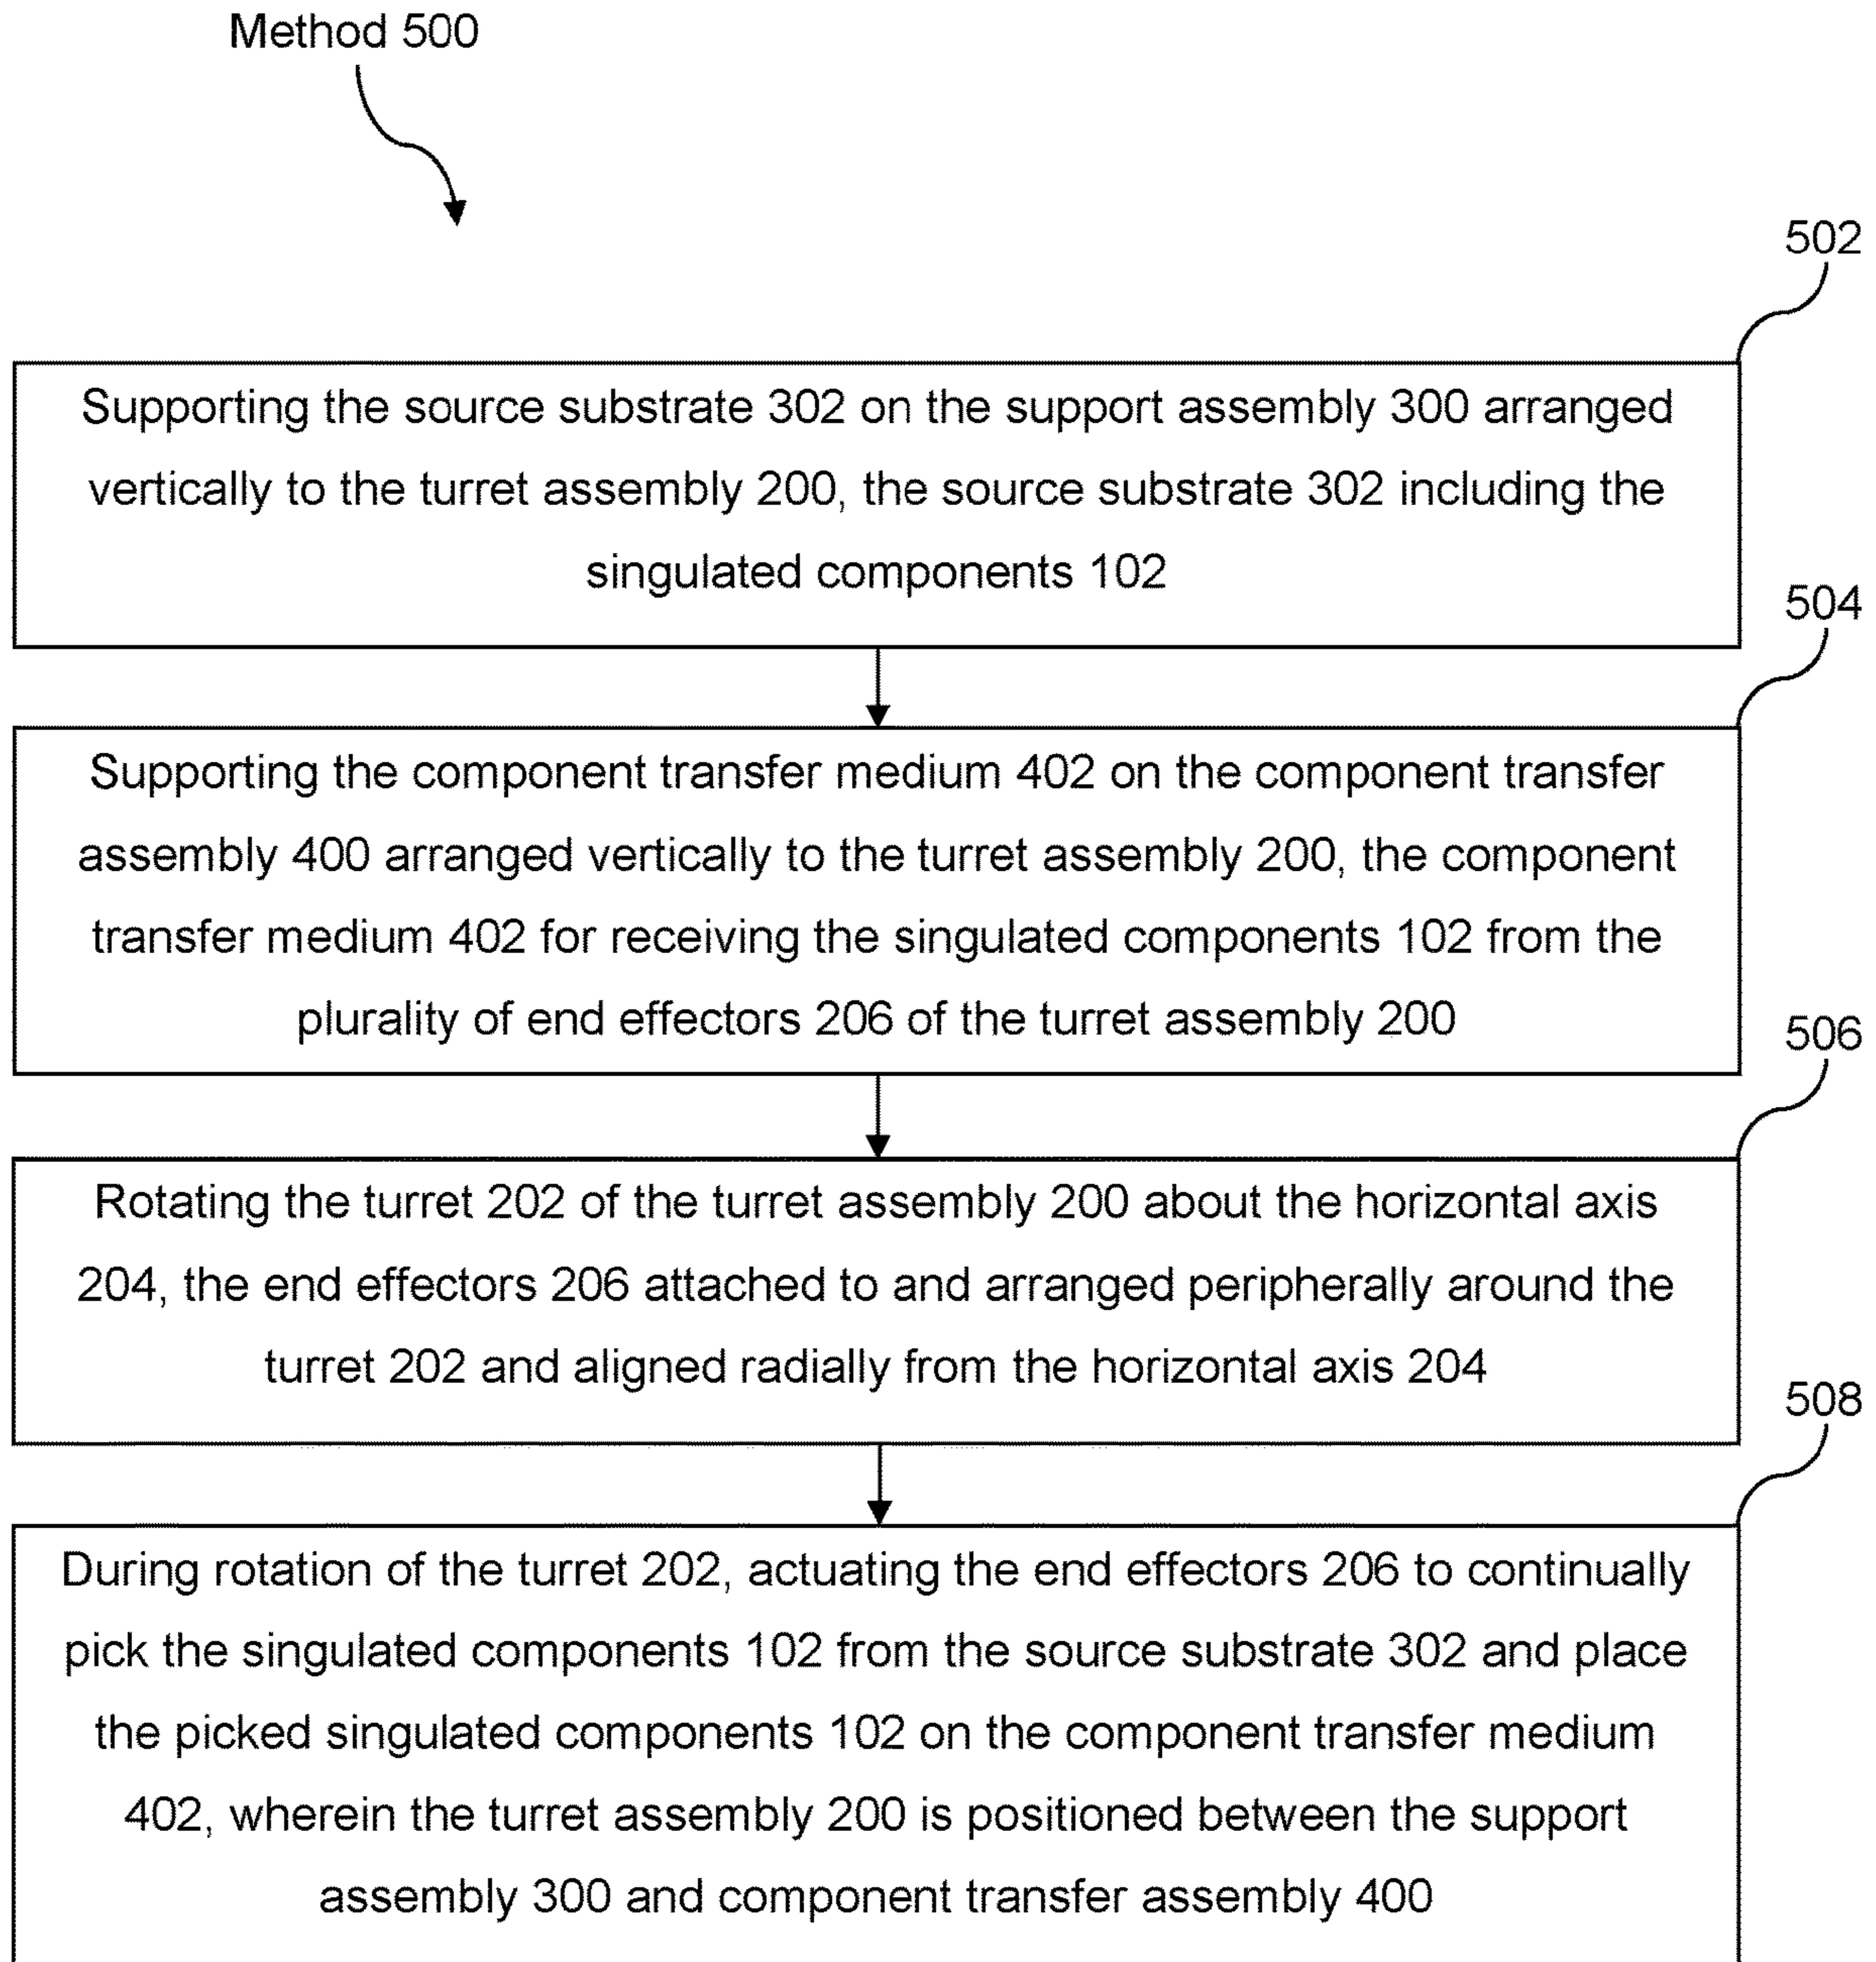 Method 500
502
Supporting the source substrate 302 on the support assembly 300 arranged
vertically to the turret assembly 200, the source substrate 302 including the
singulated components 102
504
Supporting the component transfer medium 402 on the component transfer
assembly 400 arranged vertically to the turret assembly 200, the component
transfer medium 402 for receiving the singulated components 102 from the
plurality of end effectors 206 of the turret assembly 200
506
Rotating the turret 202 of the turret assembly 200 about the horizontal axis
204, the end effectors 206 attached to and arranged peripherally around the
turret 202 and aligned radially from the horizontal axis 204
508
During rotation of the turret 202, actuating the end effectors 206 to continually
pick the singulated components 102 from the source substrate 302 and place
the picked singulated components 102 on the component transfer medium
402, wherein the turret assembly 200 is positioned between the support
assembly 300 and component transfer assembly 400